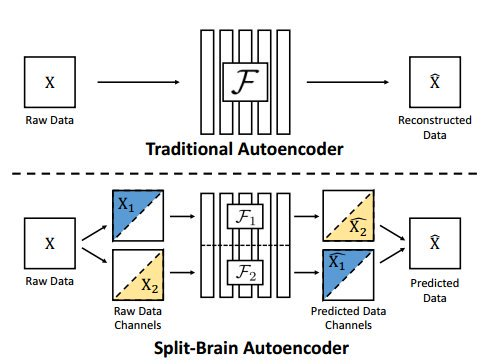 X
ℱ
X̂
Raw Data
Reconstructed
Data
Traditional Autoencoder
X₁
ℱ₁
X̂₂
X
X̂
X₂
ℱ₂
X̂₁
Raw Data
Predicted
Data
Raw Data
Channels
Predicted Data
Channels
Split-Brain Autoencoder